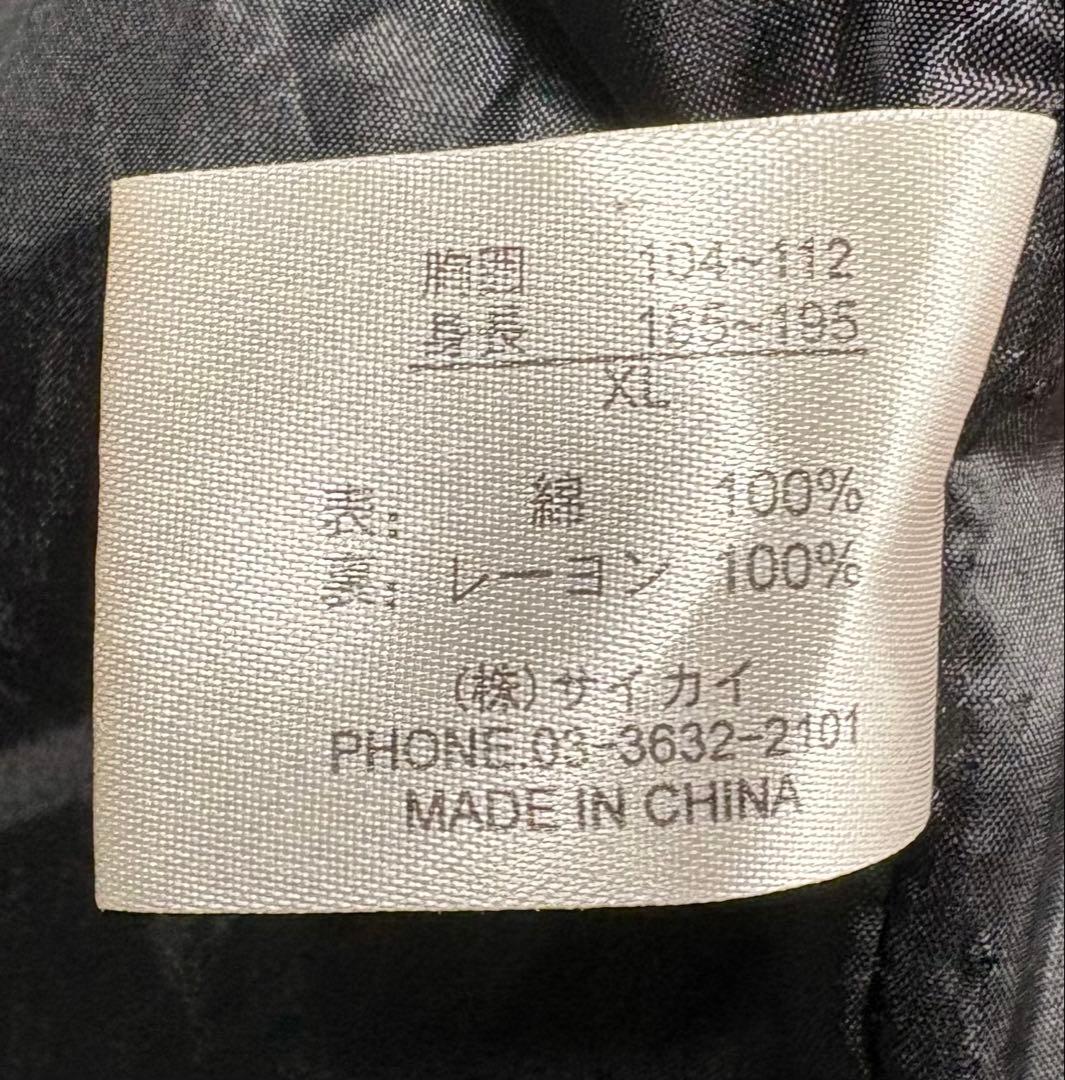 胸囲 104~112
身長 185~195
XL
表: 綿 100%
裏: レーヨン 100%
(株)サイカイ
PHONE.03-3632-2101
MADE IN CHINA